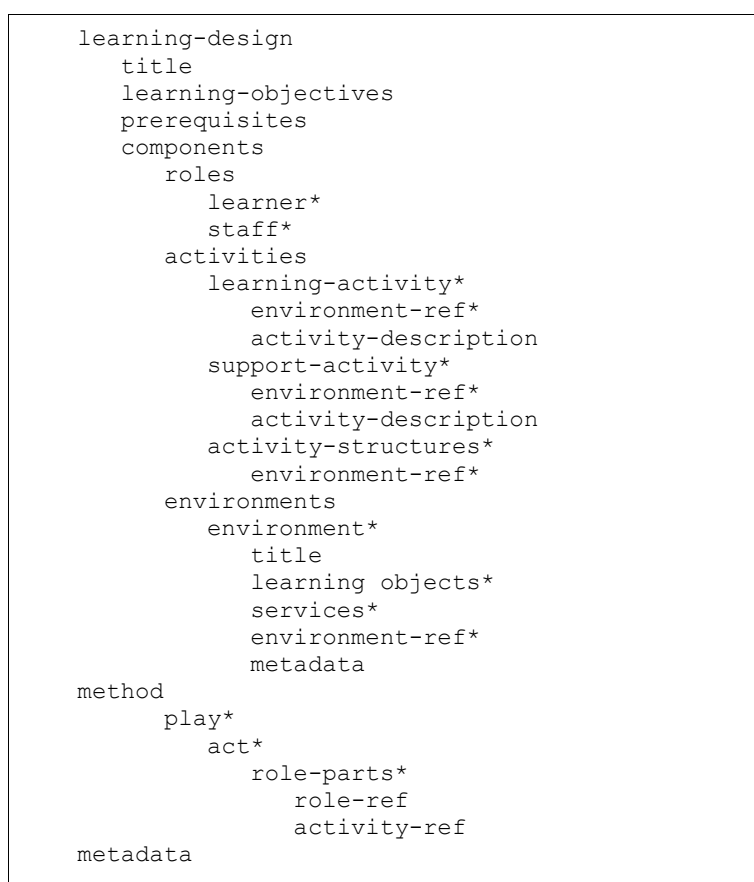 learning-design
title
learning-objectives
prerequisites
components
roles
learner*
staff*
activities
learning-activity*
environment-ref*
activity-description
support-activity*
environment-ref*
activity-description
activity-structures*
environment-ref*
environments
environment*
title
learning objects*
services*
environment-ref*
metadata
method
play*
act*
role-parts*
role-ref
activity-ref
metadata